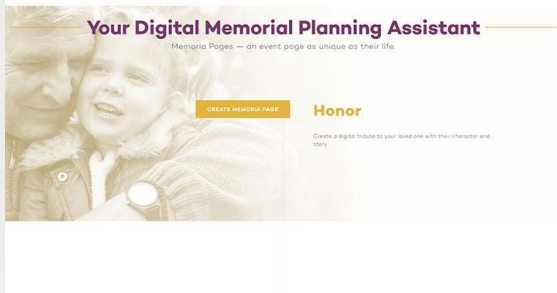 Your Digital Memorial Planning Assistant
Memoria Pages — an event page as unique as their life.
CREATE MEMORIA PAGE
Honor
Create a digital tribute to your loved one with their character and
story.